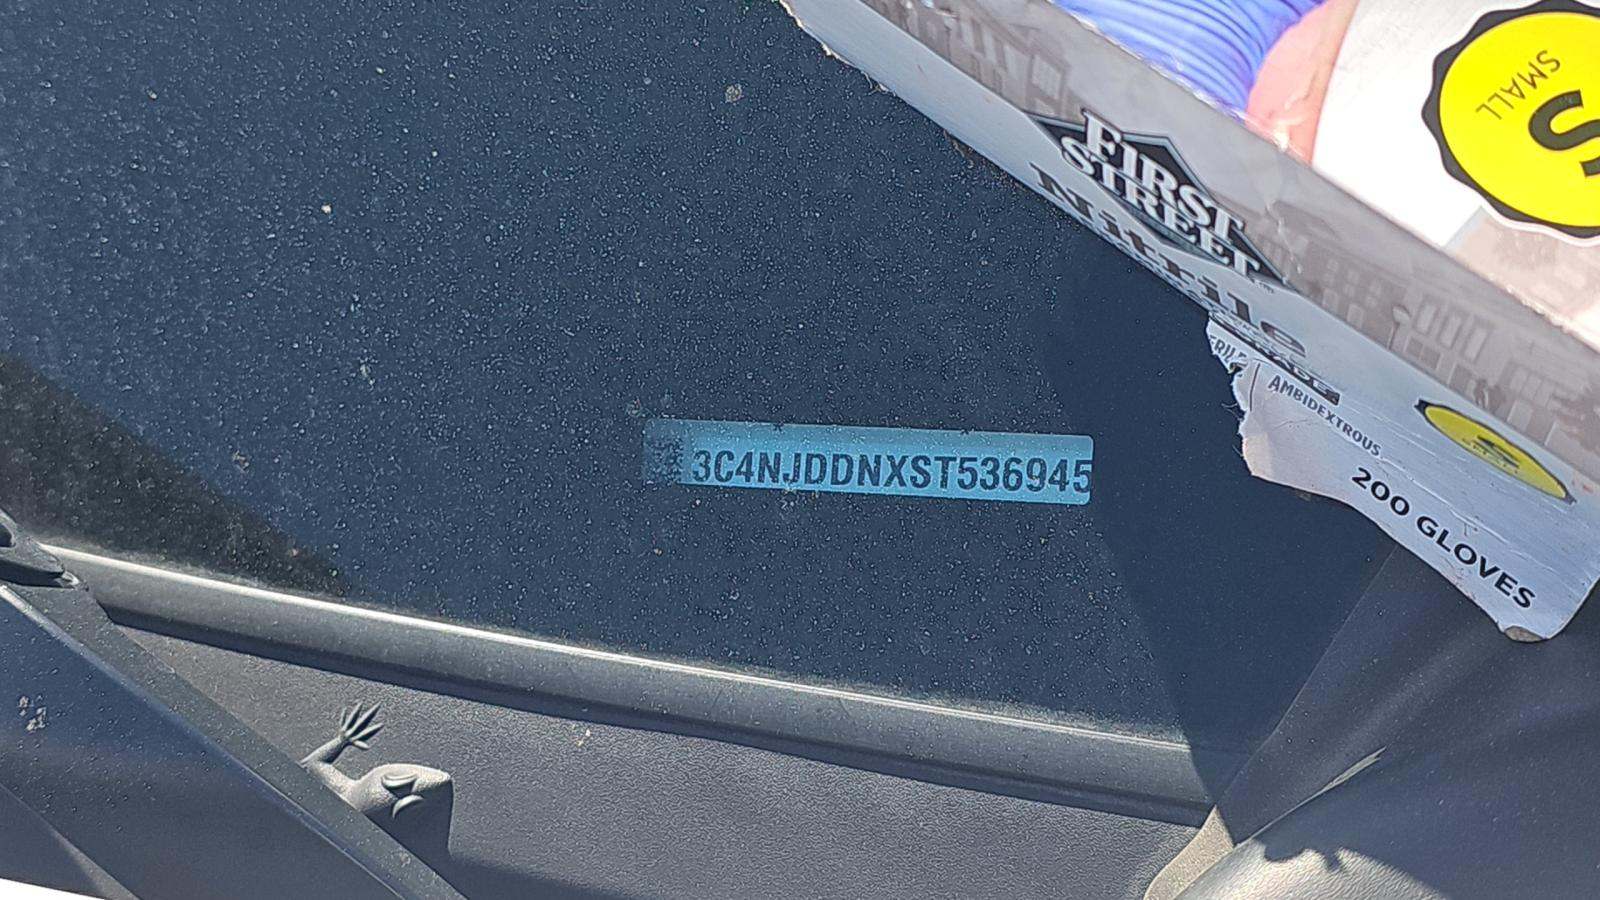 SMALL
S
FIRST
STREET
Nitrile
AMBIDEXTROUS
200 GLOVES
3C4NJDDNXST536945